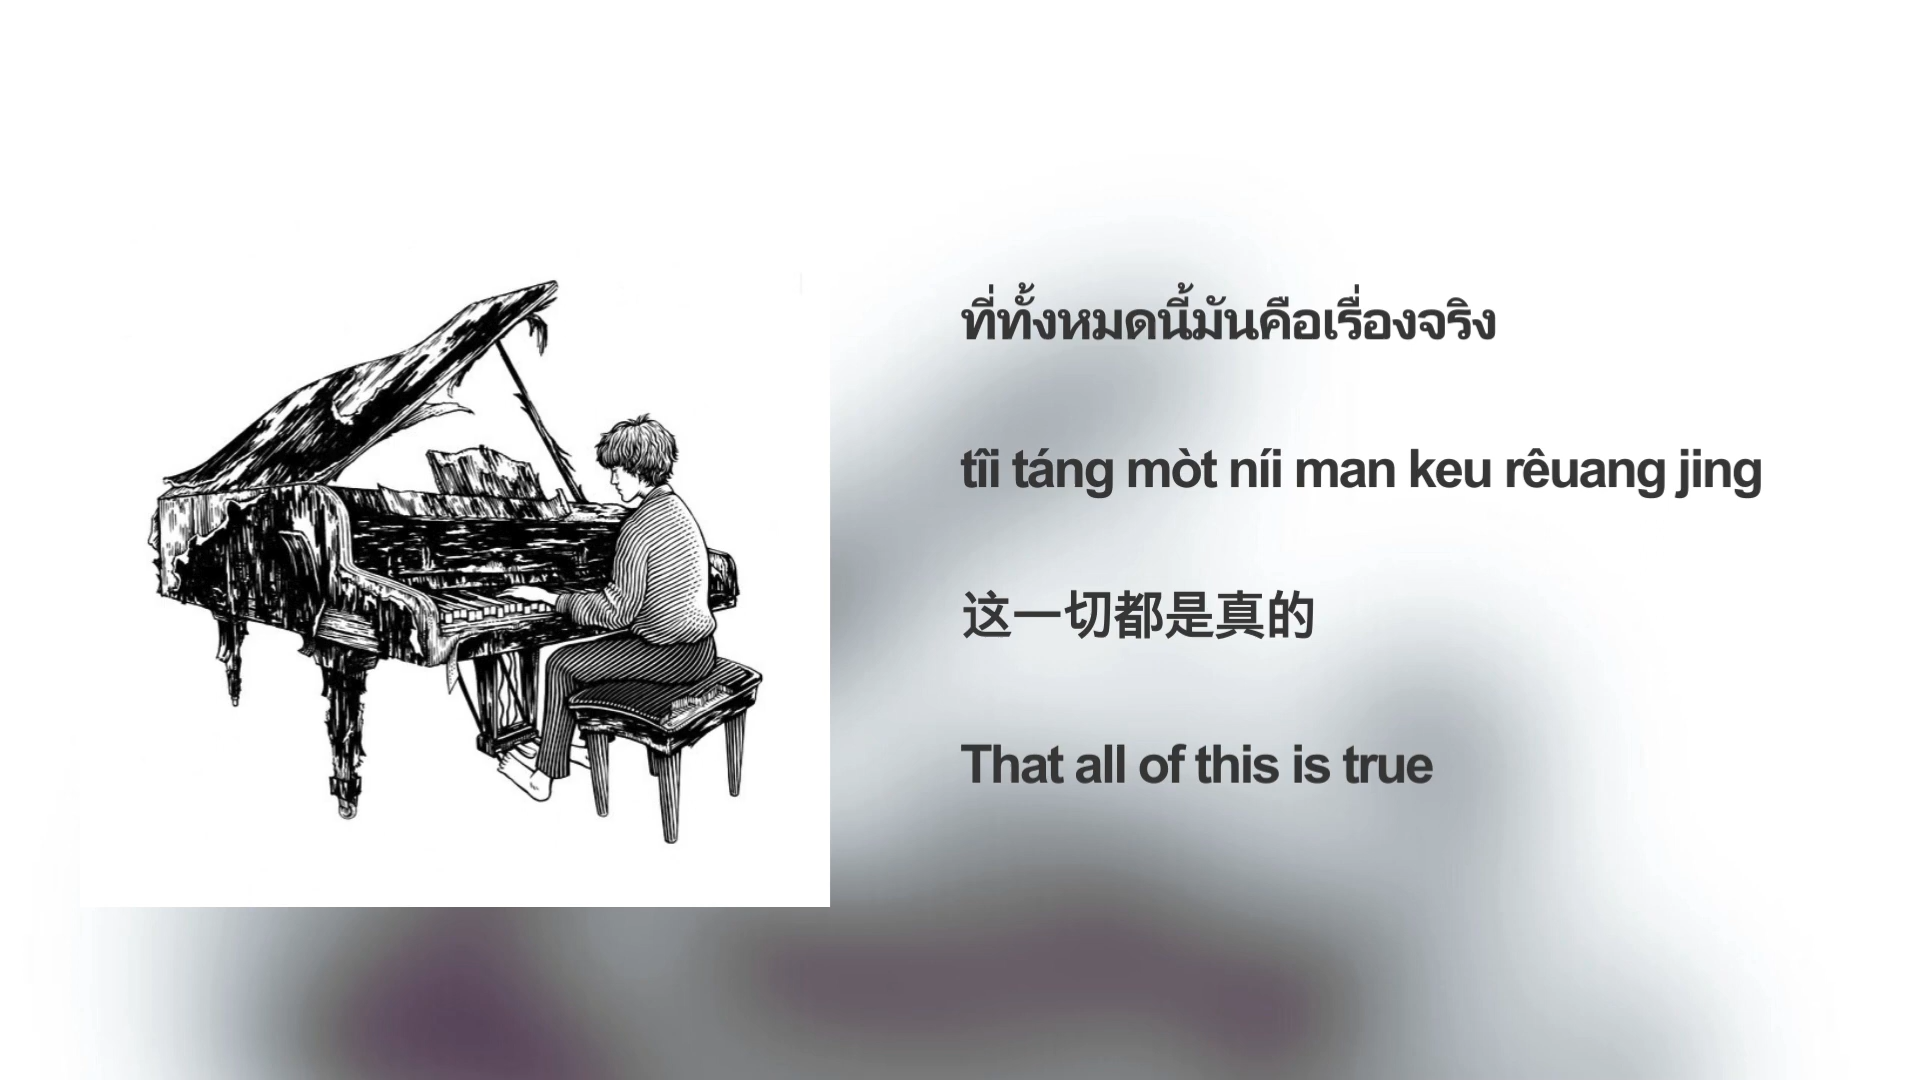 ที่ทั้งหมดนี้มันคือเรื่องจริง
tîi táng mòt níi man keu rêuang jing
这一切都是真的
That all of this is true